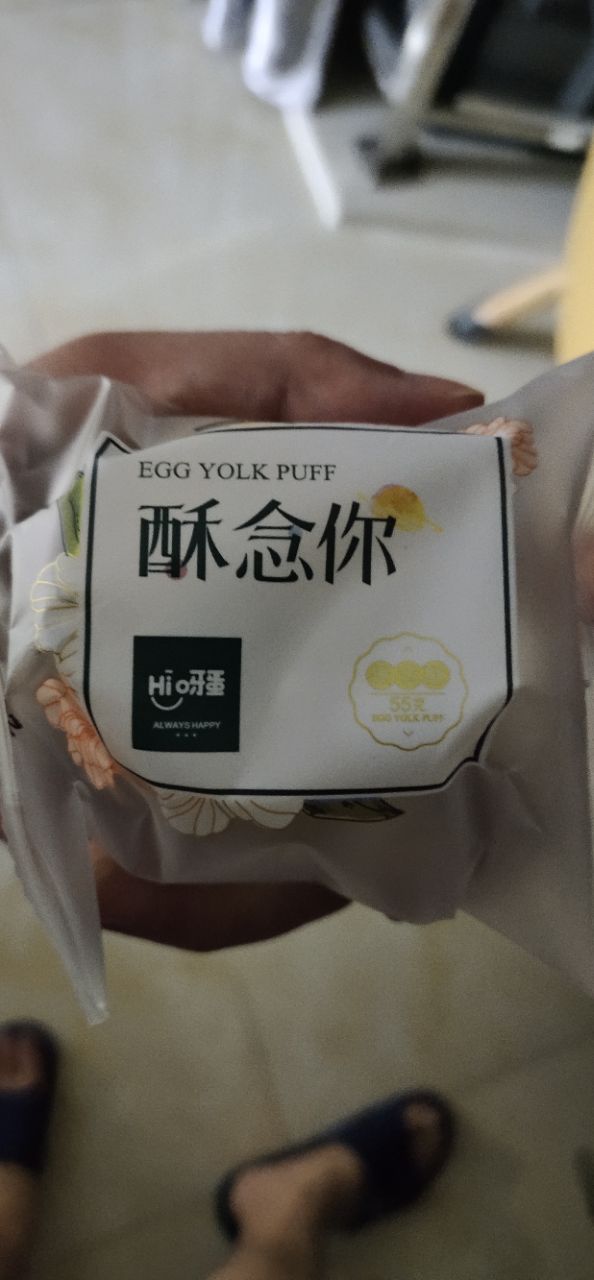 EGG YOLK PUFF
酥念你
Hi呀蛋
ALWAYS HAPPY
55克
EGG YOLK PUFF